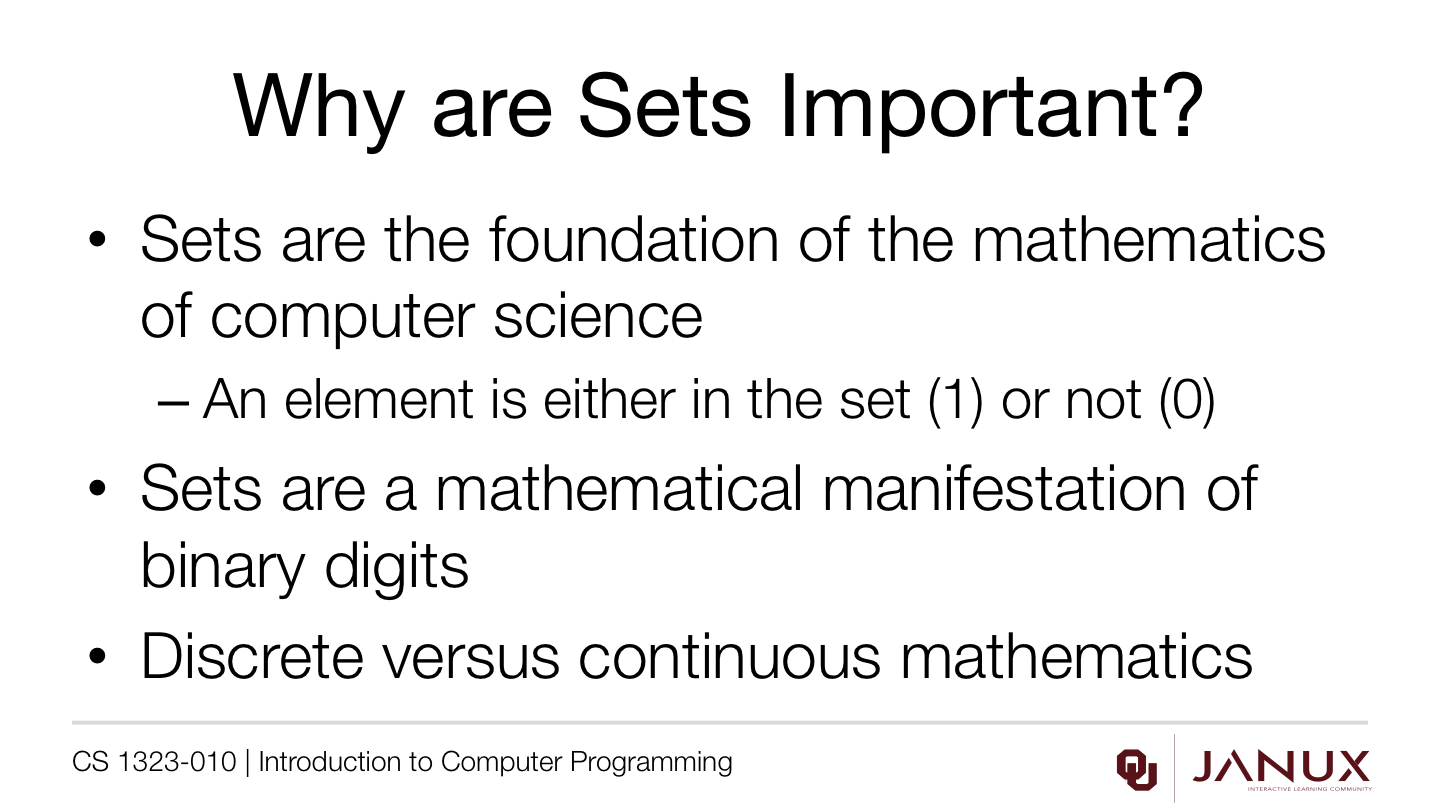 Why are Sets Important?
• Sets are the foundation of the mathematics
of computer science
– An element is either in the set (1) or not (0)
• Sets are a mathematical manifestation of
binary digits
• Discrete versus continuous mathematics
CS 1323-010 | Introduction to Computer Programming
OU JANUX
INTERACTIVE LEARNING COMMUNITY